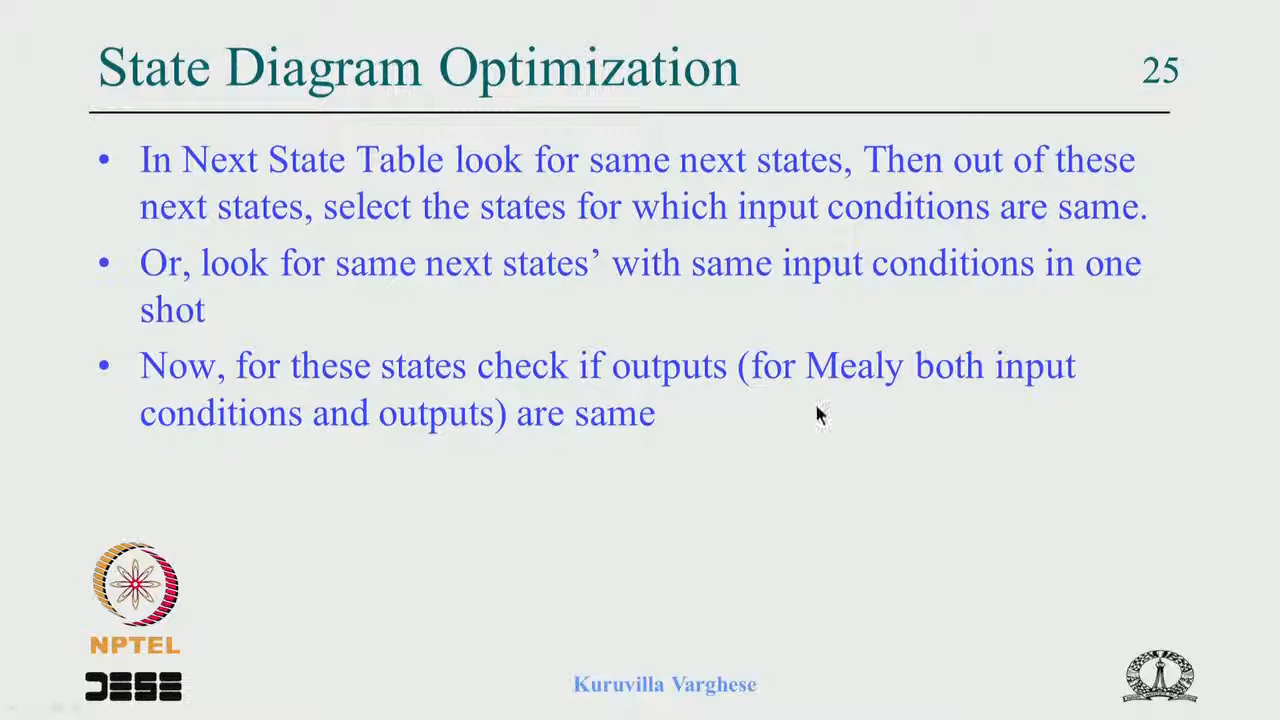 State Diagram Optimization
25
• In Next State Table look for same next states, Then out of these
next states, select the states for which input conditions are same.
• Or, look for same next states’ with same input conditions in one
shot
• Now, for these states check if outputs (for Mealy both input
conditions and outputs) are same
NPTEL
DESE
Kuruvilla Varghese